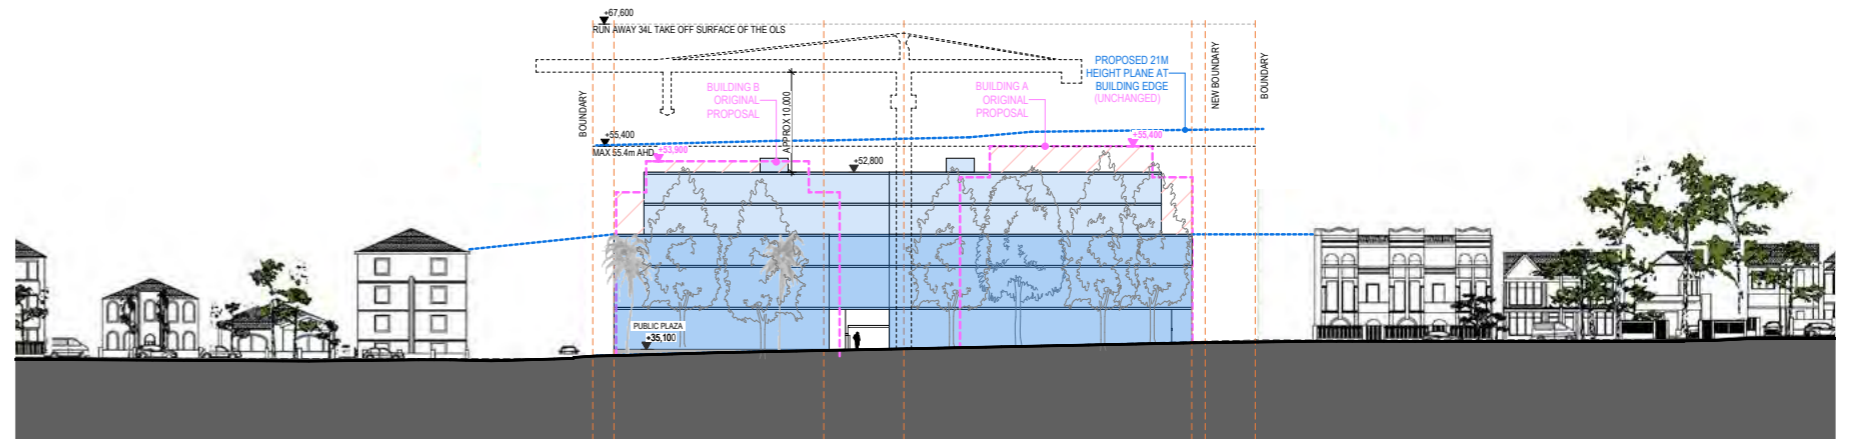 +67,600
RUN AWAY 34L TAKE OFF SURFACE OF THE OLS
PROPOSED 21M
HEIGHT PLANE AT
BUILDING EDGE
(UNCHANGED)
NEW BOUNDARY
BOUNDARY
BUILDING B
ORIGINAL
PROPOSAL
APPROX 10,000
BUILDING A
ORIGINAL
PROPOSAL
BOUNDARY
+55,400
MAX 55.4m AHD
+53,900
+52,800
+55,400
PUBLIC PLAZA
+35,100